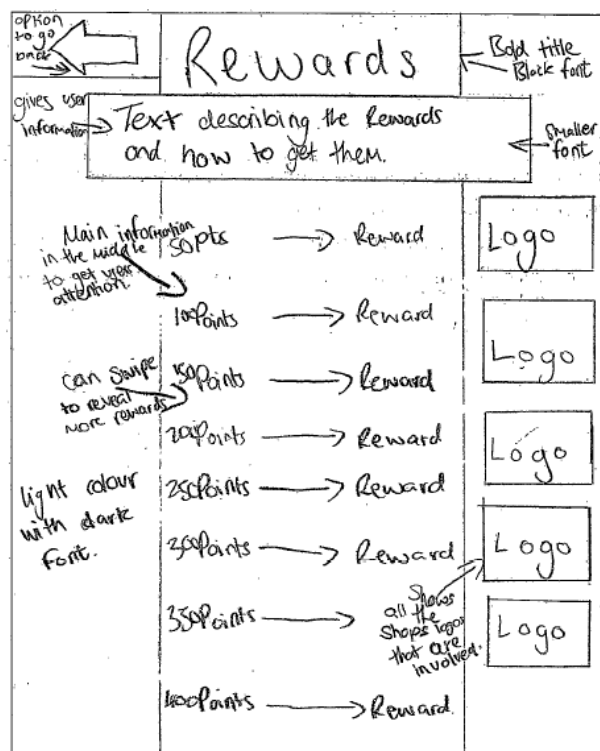 option
to go
back
Rewards
Bold title
Black font
gives user
information
Text describing the Rewards
and how to get them.
smaller
font
Main information
in the middle
to get users
attention.
50pts
Reward
Logo
100Points
Reward
Logo
can swipe
to reveal
more rewards
150Points
Reward
200Points
Reward
Logo
light colour
with dark
font.
250Points
Reward
300Points
Reward
Logo
Shows
all the
shops logos
that are
involved.
350Points
Logo
400Points
Reward.